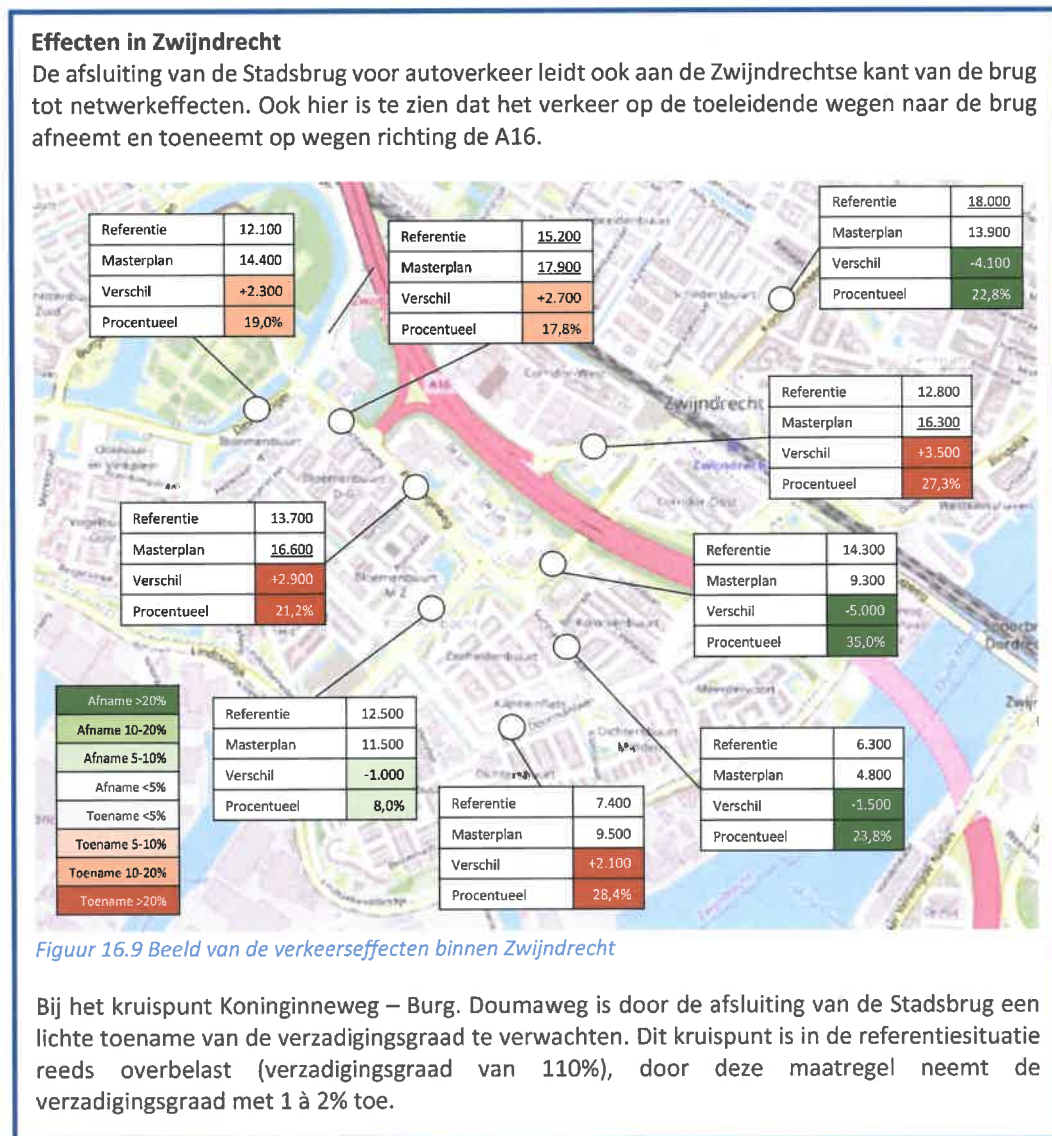 Effecten in Zwijndrecht
De afsluiting van de Stadsbrug voor autoverkeer leidt ook aan de Zwijndrechtse kant van de brug
tot netwerkeffecten. Ook hier is te zien dat het verkeer op de toeleidende wegen naar de brug
afneemt en toeneemt op wegen richting de A16.
Referentie 18.000
Masterplan 13.900
Verschil -4.100
Procentueel 22,8%
Referentie 12.100
Masterplan 14.400
Verschil +2.300
Procentueel 19,0%
Referentie 15.200
Masterplan 17.900
Verschil +2.700
Procentueel 17,8%
A16
Zwijndrecht
Corridor-West
Referentie 12.800
Masterplan 16.300
Verschil +3.500
Procentueel 27,3%
Corridor-Oost
Referentie 13.700
Masterplan 16.600
Verschil +2.900
Procentueel 21,2%
Referentie 14.300
Masterplan 9.300
Verschil -5.000
Procentueel 35,0%
Bloemenbuurt
M-Z
Afname >20%
Afname 10-20%
Afname 5-10%
Afname <5%
Toename <5%
Toename 5-10%
Toename 10-20%
Toename >20%
Referentie 12.500
Masterplan 11.500
Verschil -1.000
Procentueel 8,0%
Referentie 7.400
Masterplan 9.500
Verschil +2.100
Procentueel 28,4%
Referentie 6.300
Masterplan 4.800
Verschil -1.500
Procentueel 23,8%
Figuur 16.9 Beeld van de verkeerseffecten binnen Zwijndrecht
Bij het kruispunt Koninginneweg – Burg. Doumaweg is door de afsluiting van de Stadsbrug een
lichte toename van de verzadigingsgraad te verwachten. Dit kruispunt is in de referentiesituatie
reeds overbelast (verzadigingsgraad van 110%), door deze maatregel neemt de
verzadigingsgraad met 1 à 2% toe.